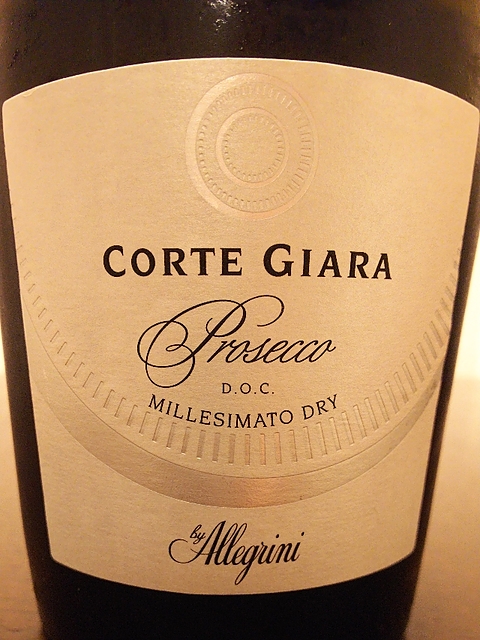 CORTE GIARA
Prosecco
D.O.C.
MILLESIMATO DRY
by Allegrini